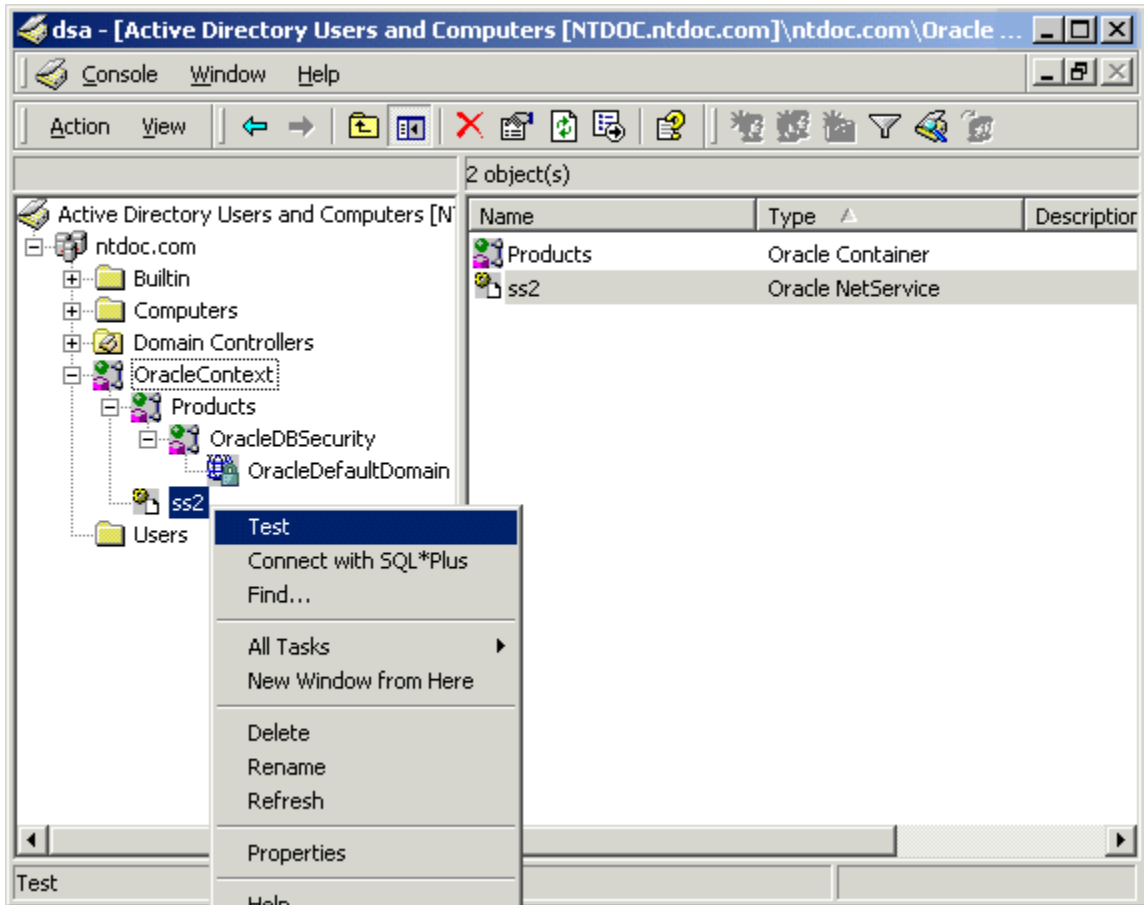 dsa - [Active Directory Users and Computers [NTDOC.ntdoc.com]\ntdoc.com\Oracle ...
Console Window Help
Action View
2 object(s)
Active Directory Users and Computers [N
Name Type Description
ntdoc.com
Products Oracle Container
Builtin
ss2 Oracle NetService
Computers
Domain Controllers
OracleContext
Products
OracleDBSecurity
OracleDefaultDomain
ss2
Users
Test
Connect with SQL*Plus
Find...
All Tasks
New Window from Here
Delete
Rename
Refresh
Properties
Help
Test